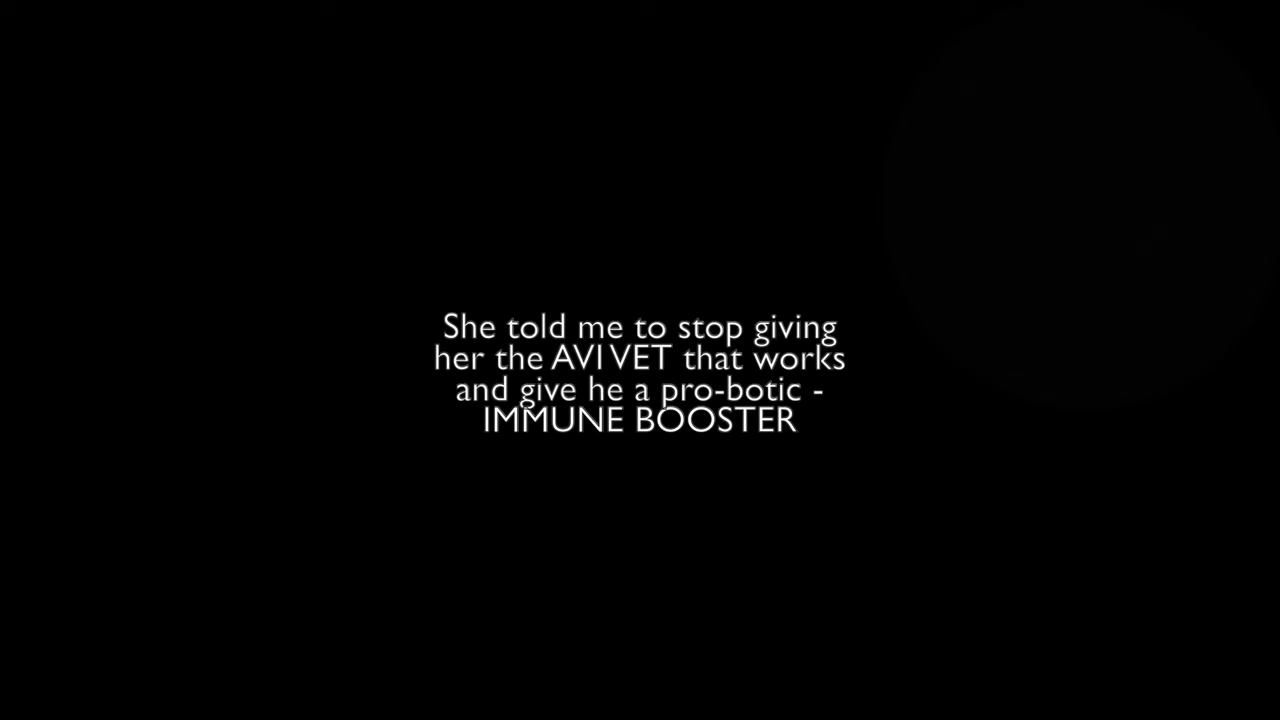 She told me to stop giving
her the AVI VET that works
and give he a pro-botic -
IMMUNE BOOSTER